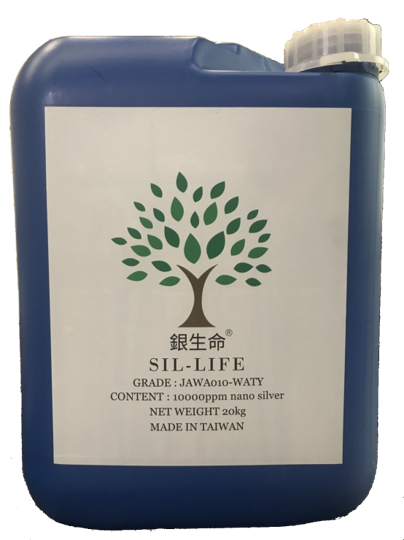 銀生命®
SIL-LIFE
GRADE : JAWA010-WATY
CONTENT : 10000ppm nano silver
NET WEIGHT 20kg
MADE IN TAIWAN